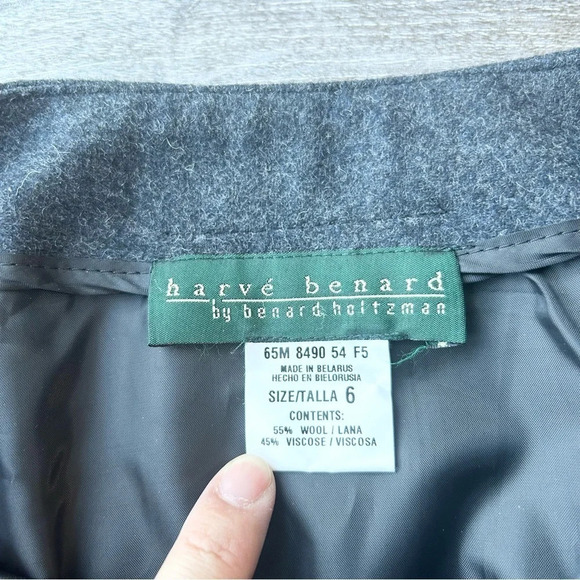 harvé benard
by benard holtzman
65M 8490 54 F5
MADE IN BELARUS
HECHO EN BIELORUSIA
SIZE/TALLA 6
CONTENTS:
55% WOOL / LANA
45% VISCOSE / VISCOSA